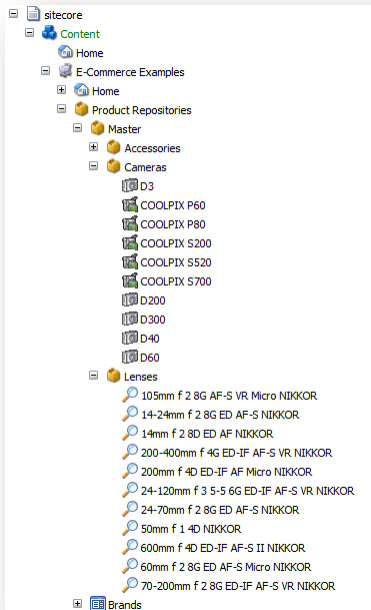 sitecore
Content
Home
E-Commerce Examples
Home
Product Repositories
Master
Accessories
Cameras
D3
COOLPIX P60
COOLPIX P80
COOLPIX S200
COOLPIX S520
COOLPIX S700
D200
D300
D40
D60
Lenses
105mm f 2 8G AF-S VR Micro NIKKOR
14-24mm f 2 8G ED AF-S NIKKOR
14mm f 2 8D ED AF NIKKOR
200-400mm f 4G ED-IF AF-S VR NIKKOR
200mm f 4D ED-IF AF Micro NIKKOR
24-120mm f 3 5-5 6G ED-IF AF-S VR NIKKOR
24-70mm f 2 8G ED AF-S NIKKOR
50mm f 1 4D NIKKOR
600mm f 4D ED-IF AF-S II NIKKOR
60mm f 2 8G ED AF-S Micro NIKKOR
70-200mm f 2 8G ED-IF AF-S VR NIKKOR
Brands